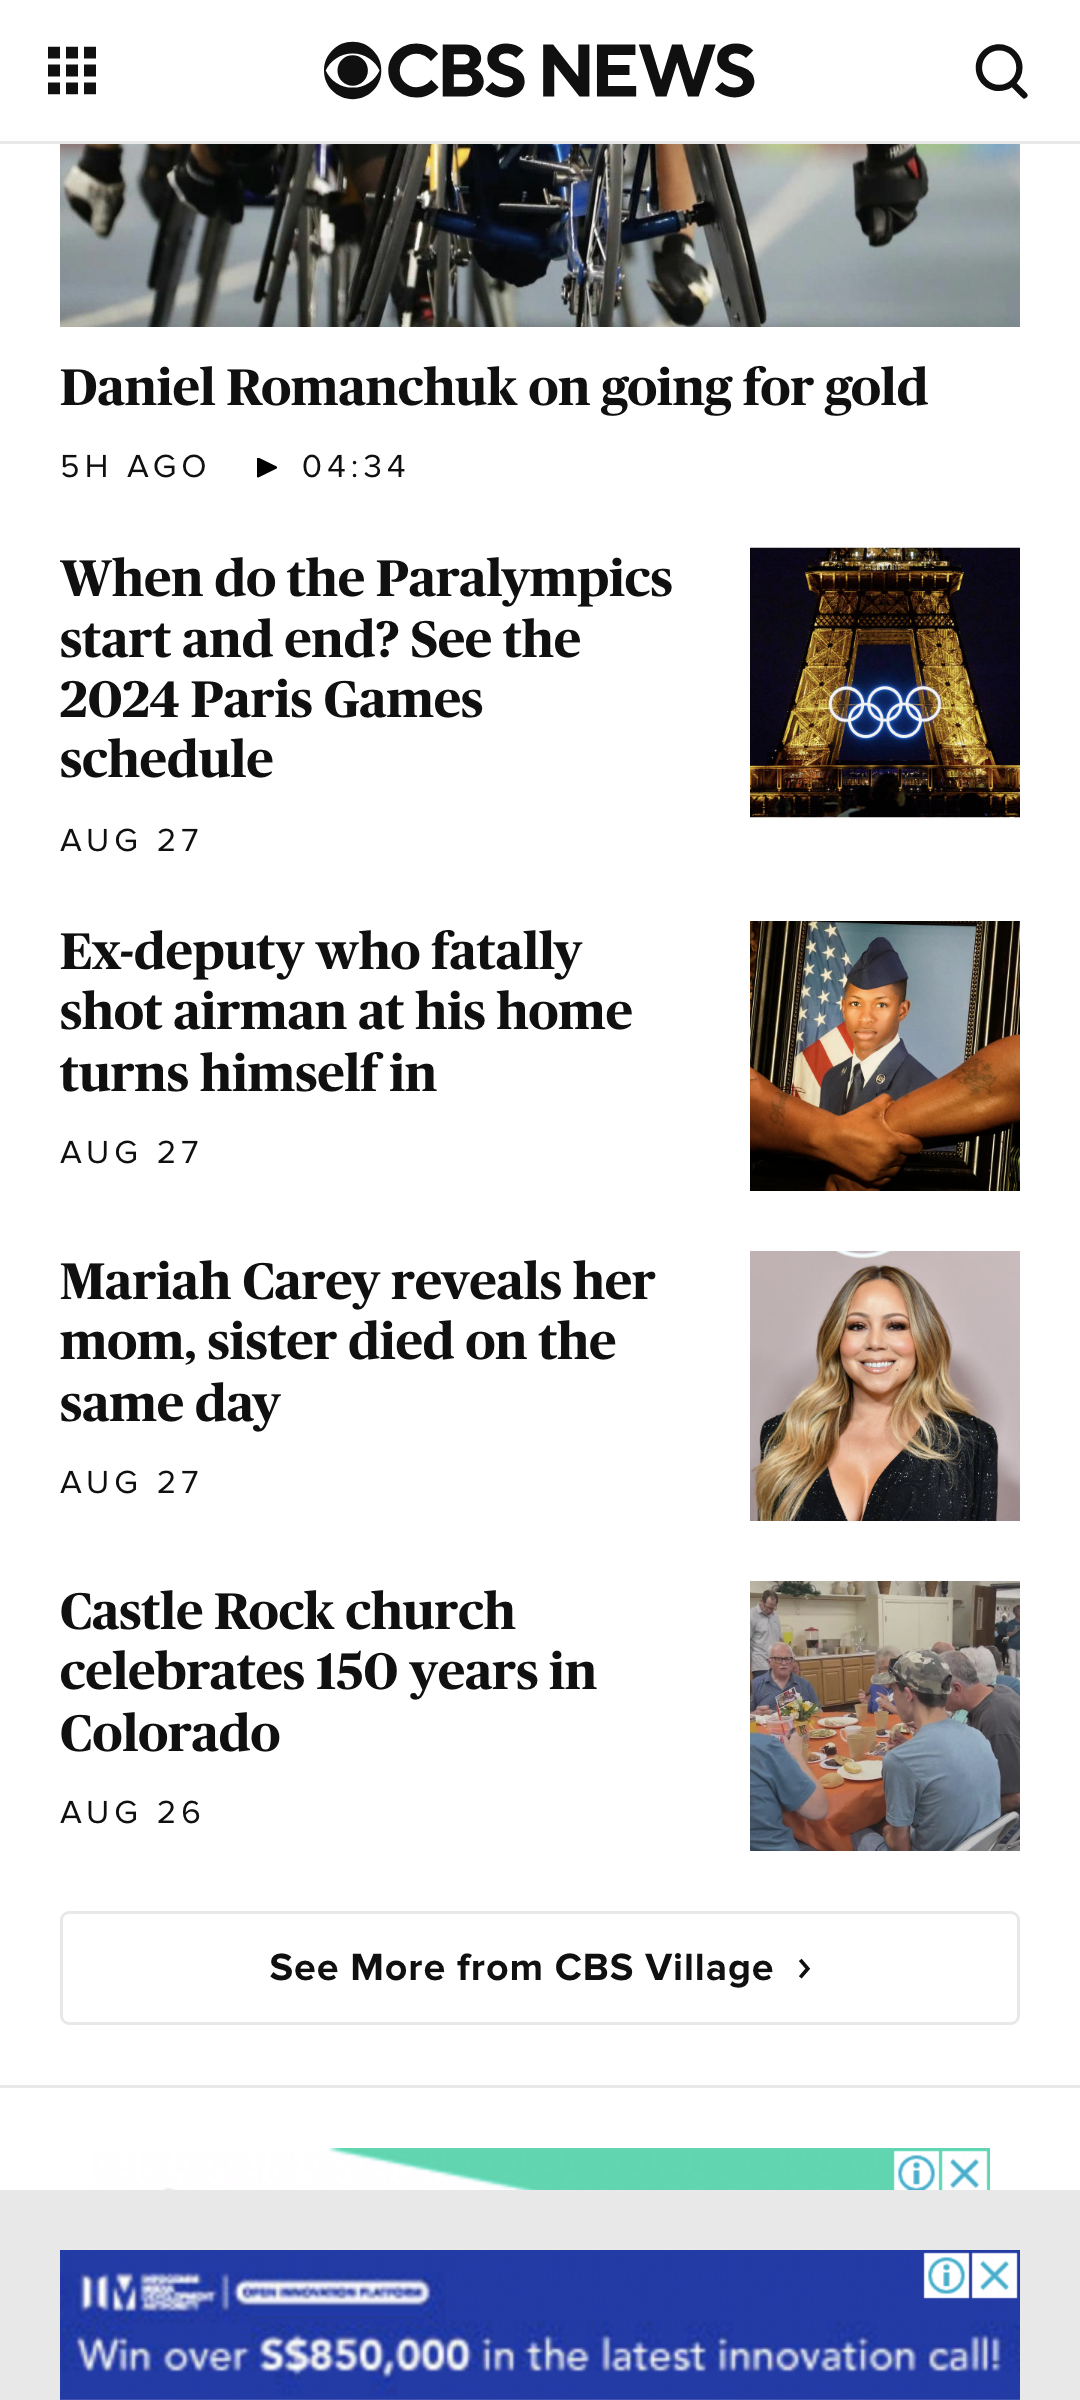 CBS NEWS
Daniel Romanchuk on going for gold
5H AGO 04:34
When do the Paralympics
start and end? See the
2024 Paris Games
schedule
AUG 27
Ex-deputy who fatally
shot airman at his home
turns himself in
AUG 27
Mariah Carey reveals her
mom, sister died on the
same day
AUG 27
Castle Rock church
celebrates 150 years in
Colorado
AUG 26
See More from CBS Village
OPEN INNOVATION PLATFORM
Win over S$850,000 in the latest innovation call!